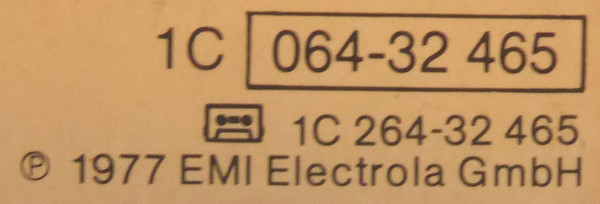 1C 064-32 465
1C 264-32 465
℗ 1977 EMI Electrola GmbH